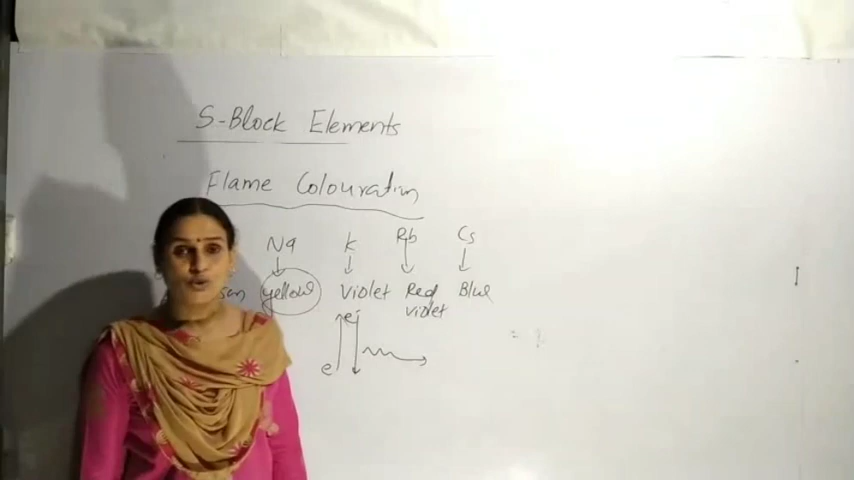 S-Block Elements
Flame Colouration
Na K Rb Cs
yellow Violet Red Blue
violet
e-
e